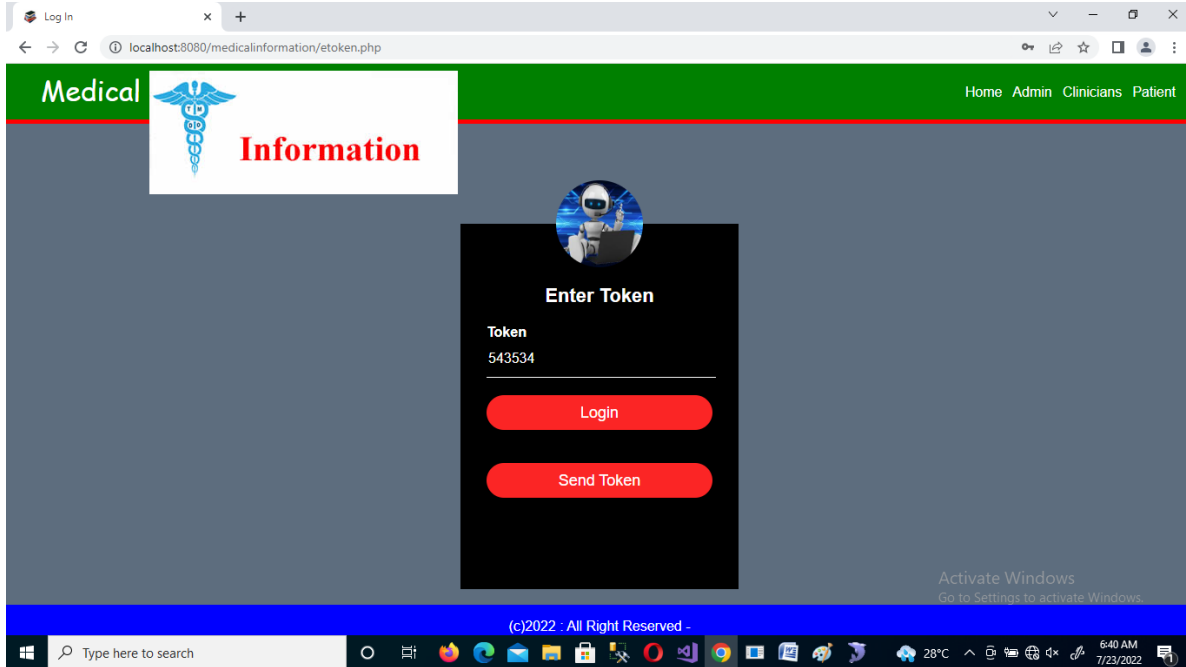 Log In
localhost:8080/medicalinformation/etoken.php
Medical
Information
Home Admin Clinicians Patient
Enter Token
Token
543534
Login
Send Token
Activate Windows
Go to Settings to activate Windows.
(c)2022 : All Right Reserved -
Type here to search
28°C
6:40 AM
7/23/2022